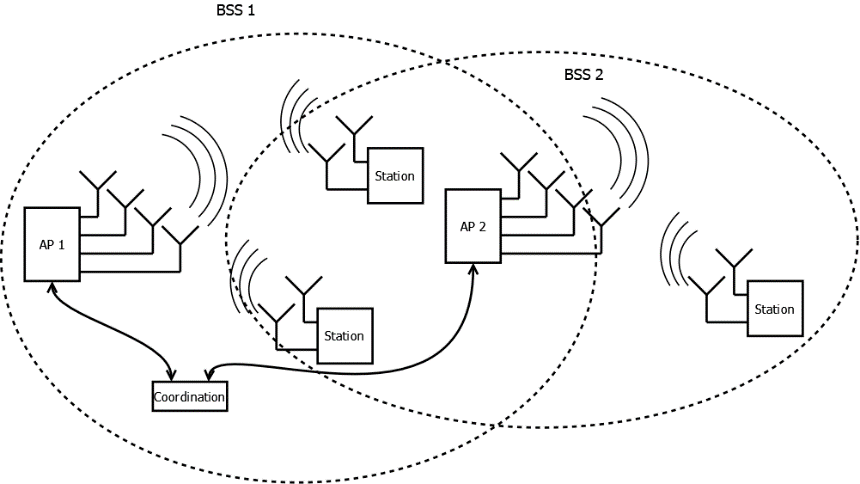 BSS 1
BSS 2
Station
AP 1
AP 2
Station
Station
Coordination